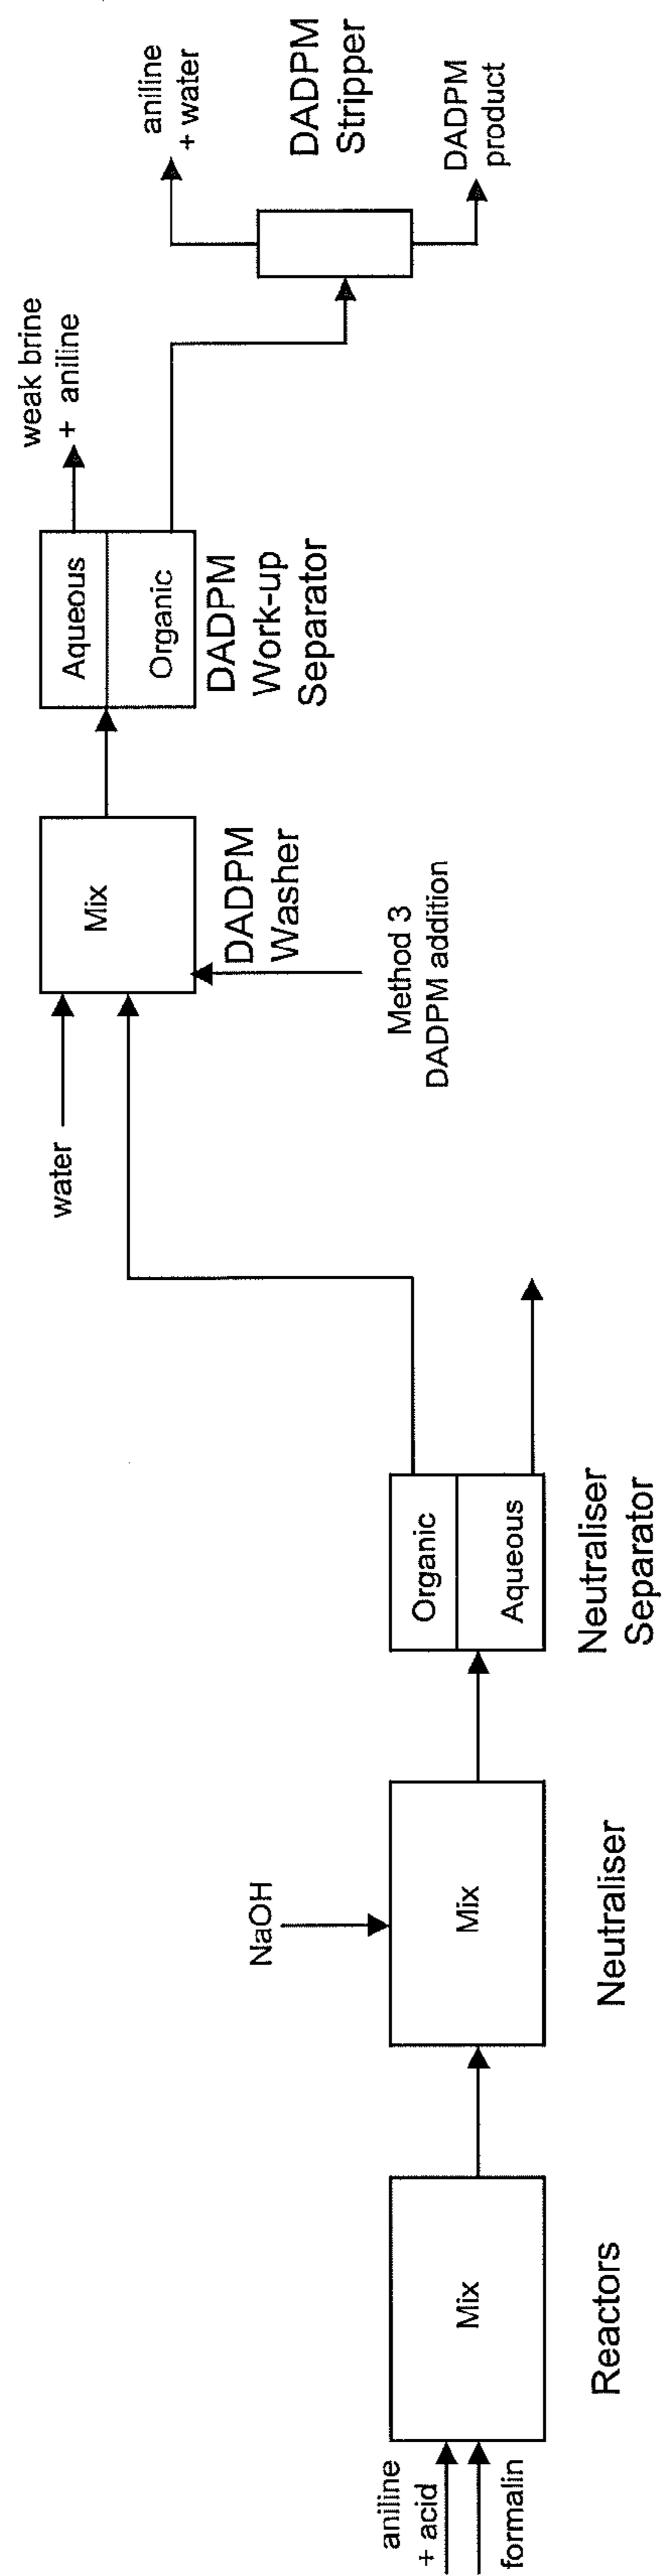 aniline
+ acid
formalin
Mix
Reactors
NaOH
Mix
Neutraliser
Organic
Aqueous
Neutraliser
Separator
water
Mix
DADPM
Washer
Method 3
DADPM addition
Aqueous
Organic
DADPM
Work-up
Separator
weak brine
+ aniline
aniline
+ water
DADPM
Stripper
DADPM
product